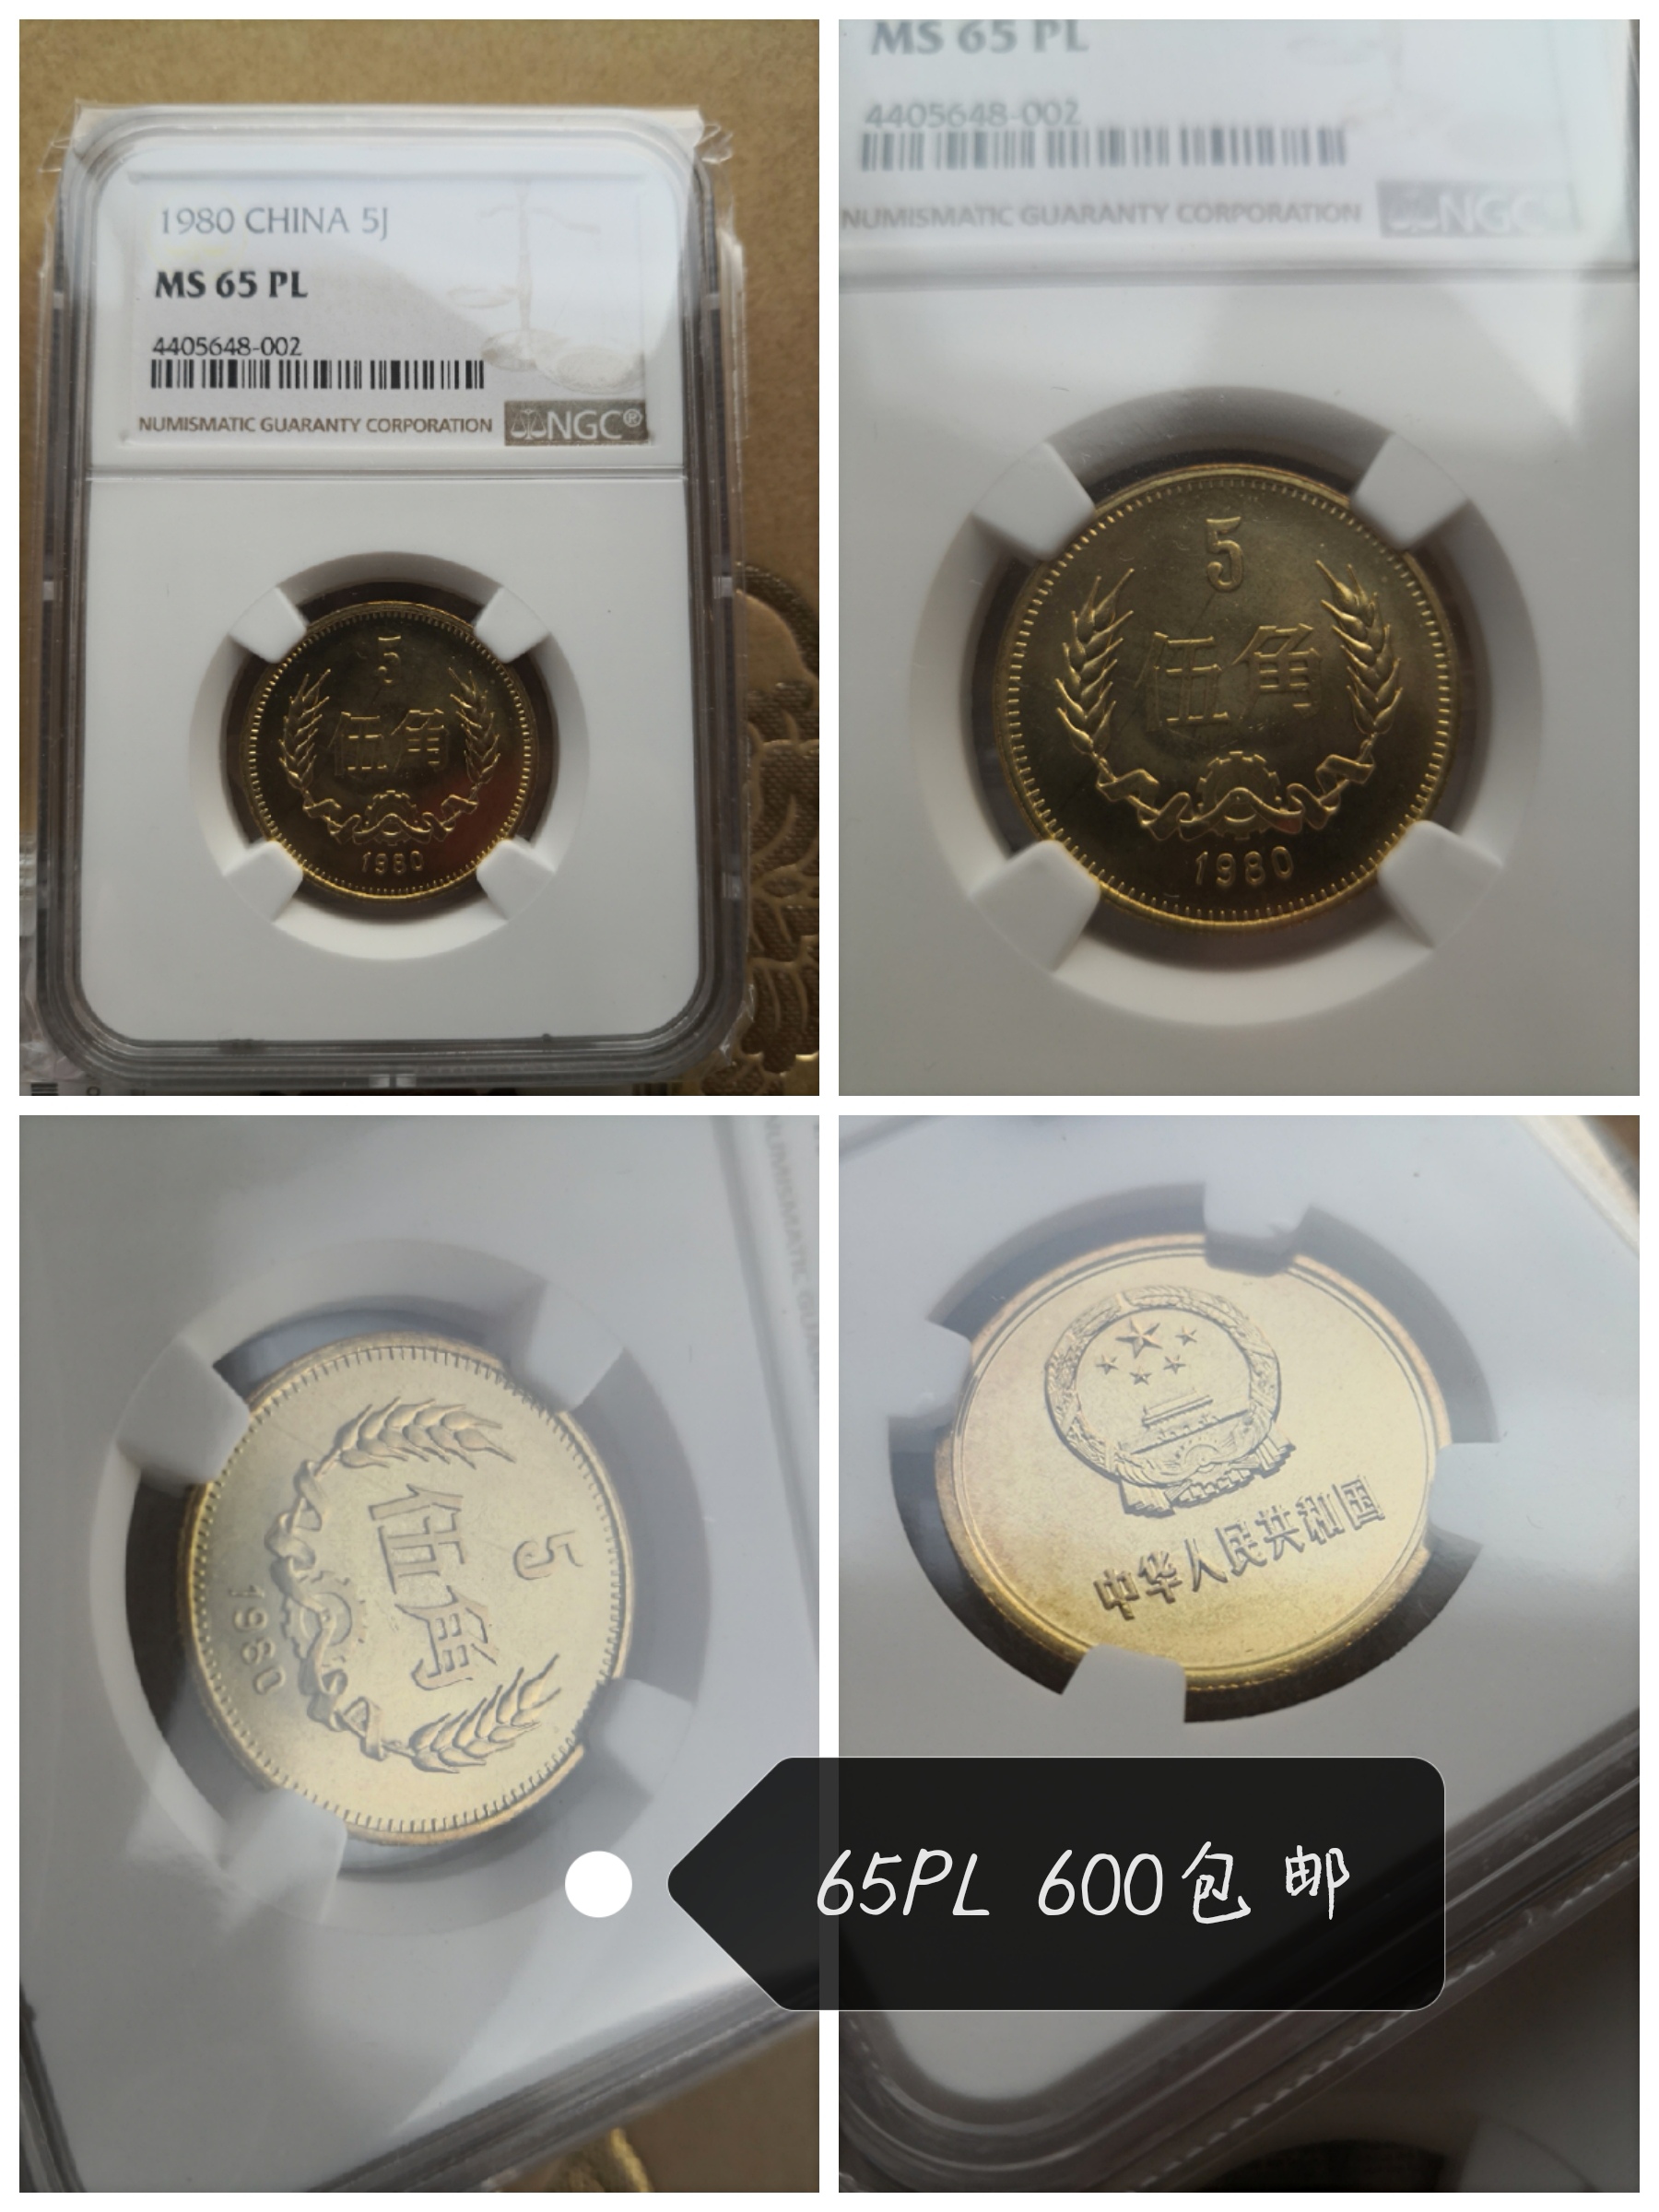 1980 CHINA 5J
MS 65 PL
4405648-002
NUMISMATIC GUARANTY CORPORATION NGC®
5
伍角
1980
MS 65 PL
4405648-002
NUMISMATIC GUARANTY CORPORATION NGC
5
伍角
1980
NUMISMATIC GUA
5
伍角
1980
中华人民共和国
65PL 600包邮